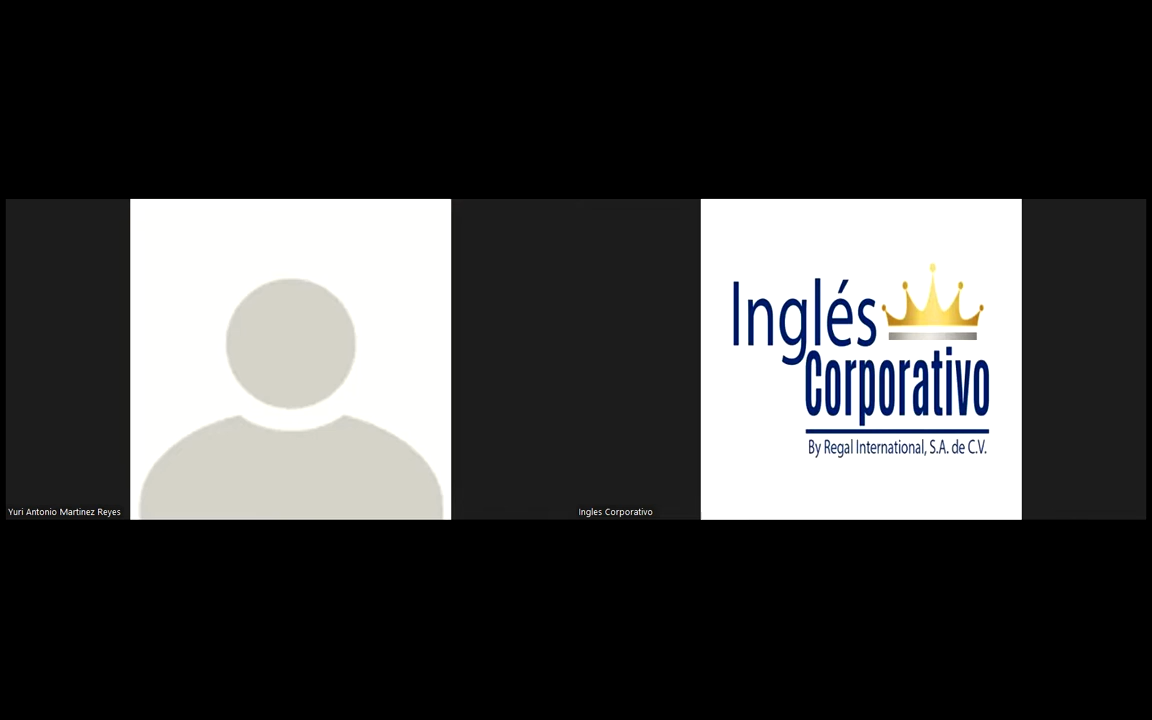 Inglés
Corporativo
By Regal International, S.A. de C.V.
Yuri Antonio Martinez Reyes
Ingles Corporativo